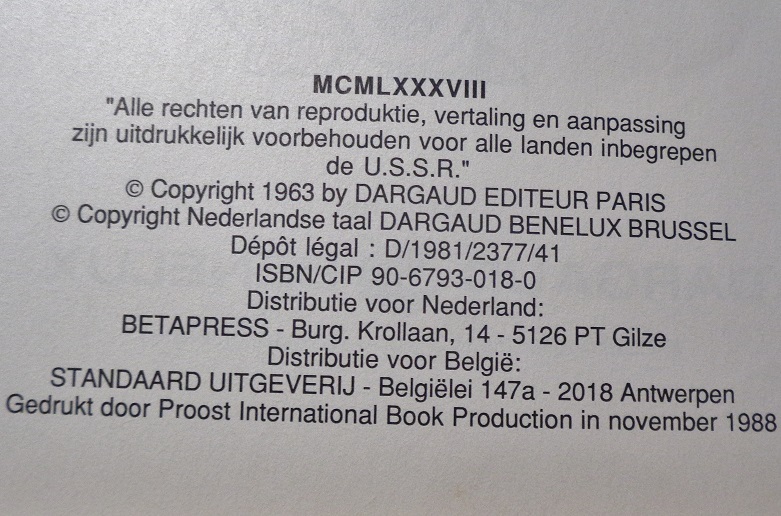 MCMLXXXVIII
"Alle rechten van reproduktie, vertaling en aanpassing
zijn uitdrukkelijk voorbehouden voor alle landen inbegrepen
de U.S.S.R."
© Copyright 1963 by DARGAUD EDITEUR PARIS
© Copyright Nederlandse taal DARGAUD BENELUX BRUSSEL
Dépôt légal : D/1981/2377/41
ISBN/CIP 90-6793-018-0
Distributie voor Nederland:
BETAPRESS - Burg. Krollaan, 14 - 5126 PT Gilze
Distributie voor België:
STANDAARD UITGEVERIJ - Belgiëlei 147a - 2018 Antwerpen
Gedrukt door Proost International Book Production in november 1988